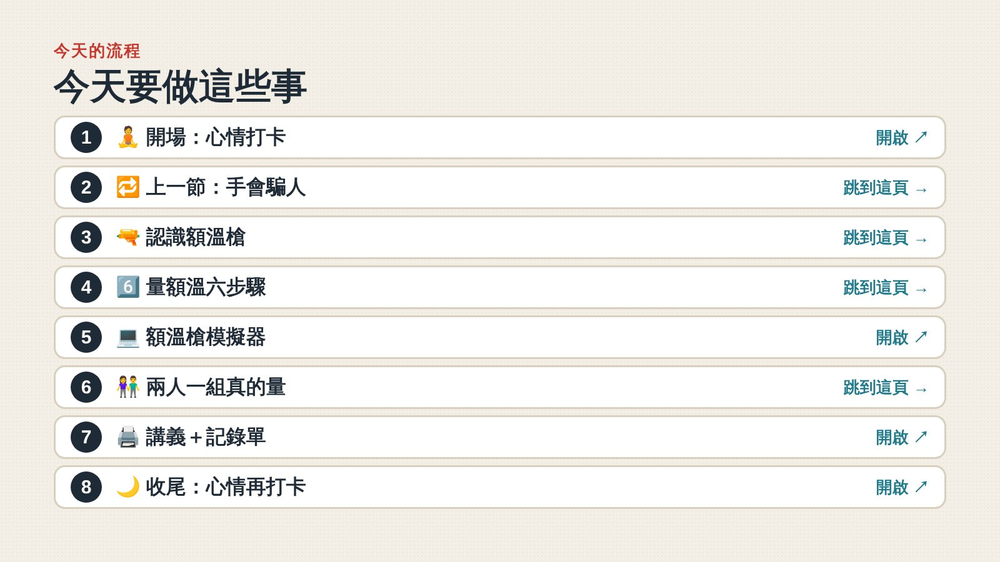 今天的流程
今天要做這些事
1 🧘 開場：心情打卡 開啟 ↗
2 🔁 上一節：手會騙人 跳到這頁 →
3 🔫 認識額溫槍 跳到這頁 →
4 6️⃣ 量額溫六步驟 跳到這頁 →
5 💻 額溫槍模擬器 開啟 ↗
6 👫 兩人一組真的量 跳到這頁 →
7 🖨️ 講義＋記錄單 開啟 ↗
8 🌙 收尾：心情再打卡 開啟 ↗